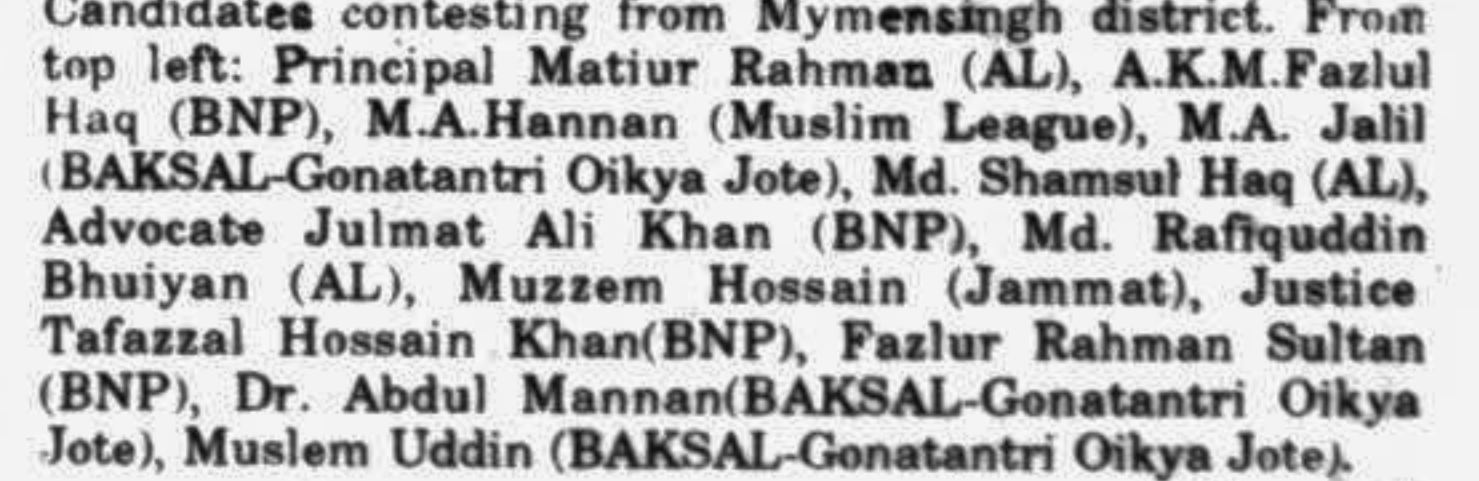 Candidates contesting from Mymensingh district. From
top left: Principal Matiur Rahman (AL), A.K.M.Fazlul
Haq (BNP), M.A.Hannan (Muslim League), M.A. Jalil
(BAKSAL-Gonatantri Oikya Jote), Md. Shamsul Haq (AL),
Advocate Julmat Ali Khan (BNP), Md. Rafiquddin
Bhuiyan (AL), Muzzem Hossain (Jammat), Justice
Tafazzal Hossain Khan(BNP), Fazlur Rahman Sultan
(BNP), Dr. Abdul Mannan(BAKSAL-Gonatantri Oikya
Jote), Muslem Uddin (BAKSAL-Gonatantri Oikya Jote).